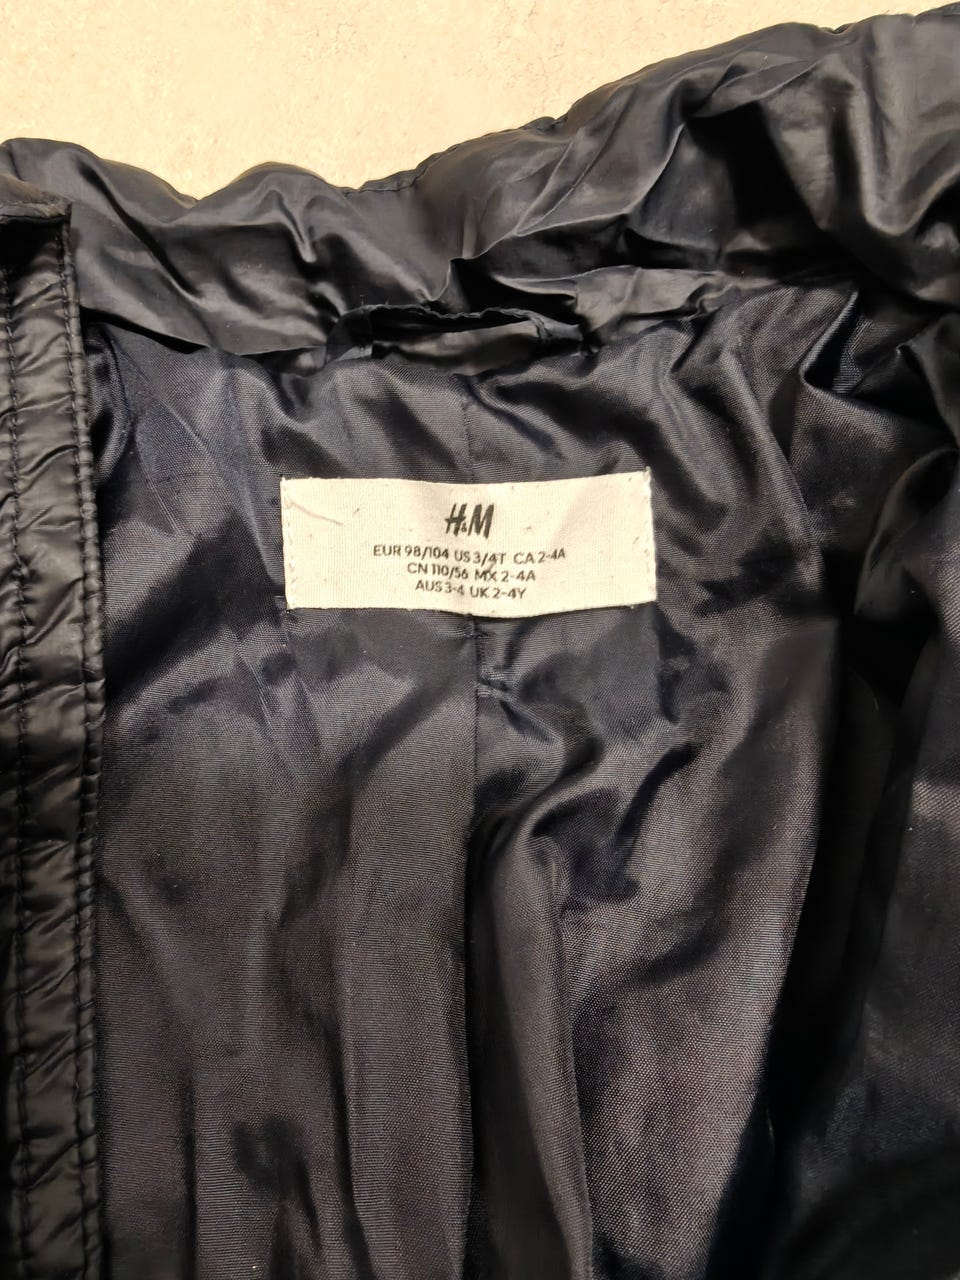 H&M
EUR 98/104 US 3/4T CA 2-4A
CN 110/56 MX 2-4A
AUS 3-4 UK 2-4Y